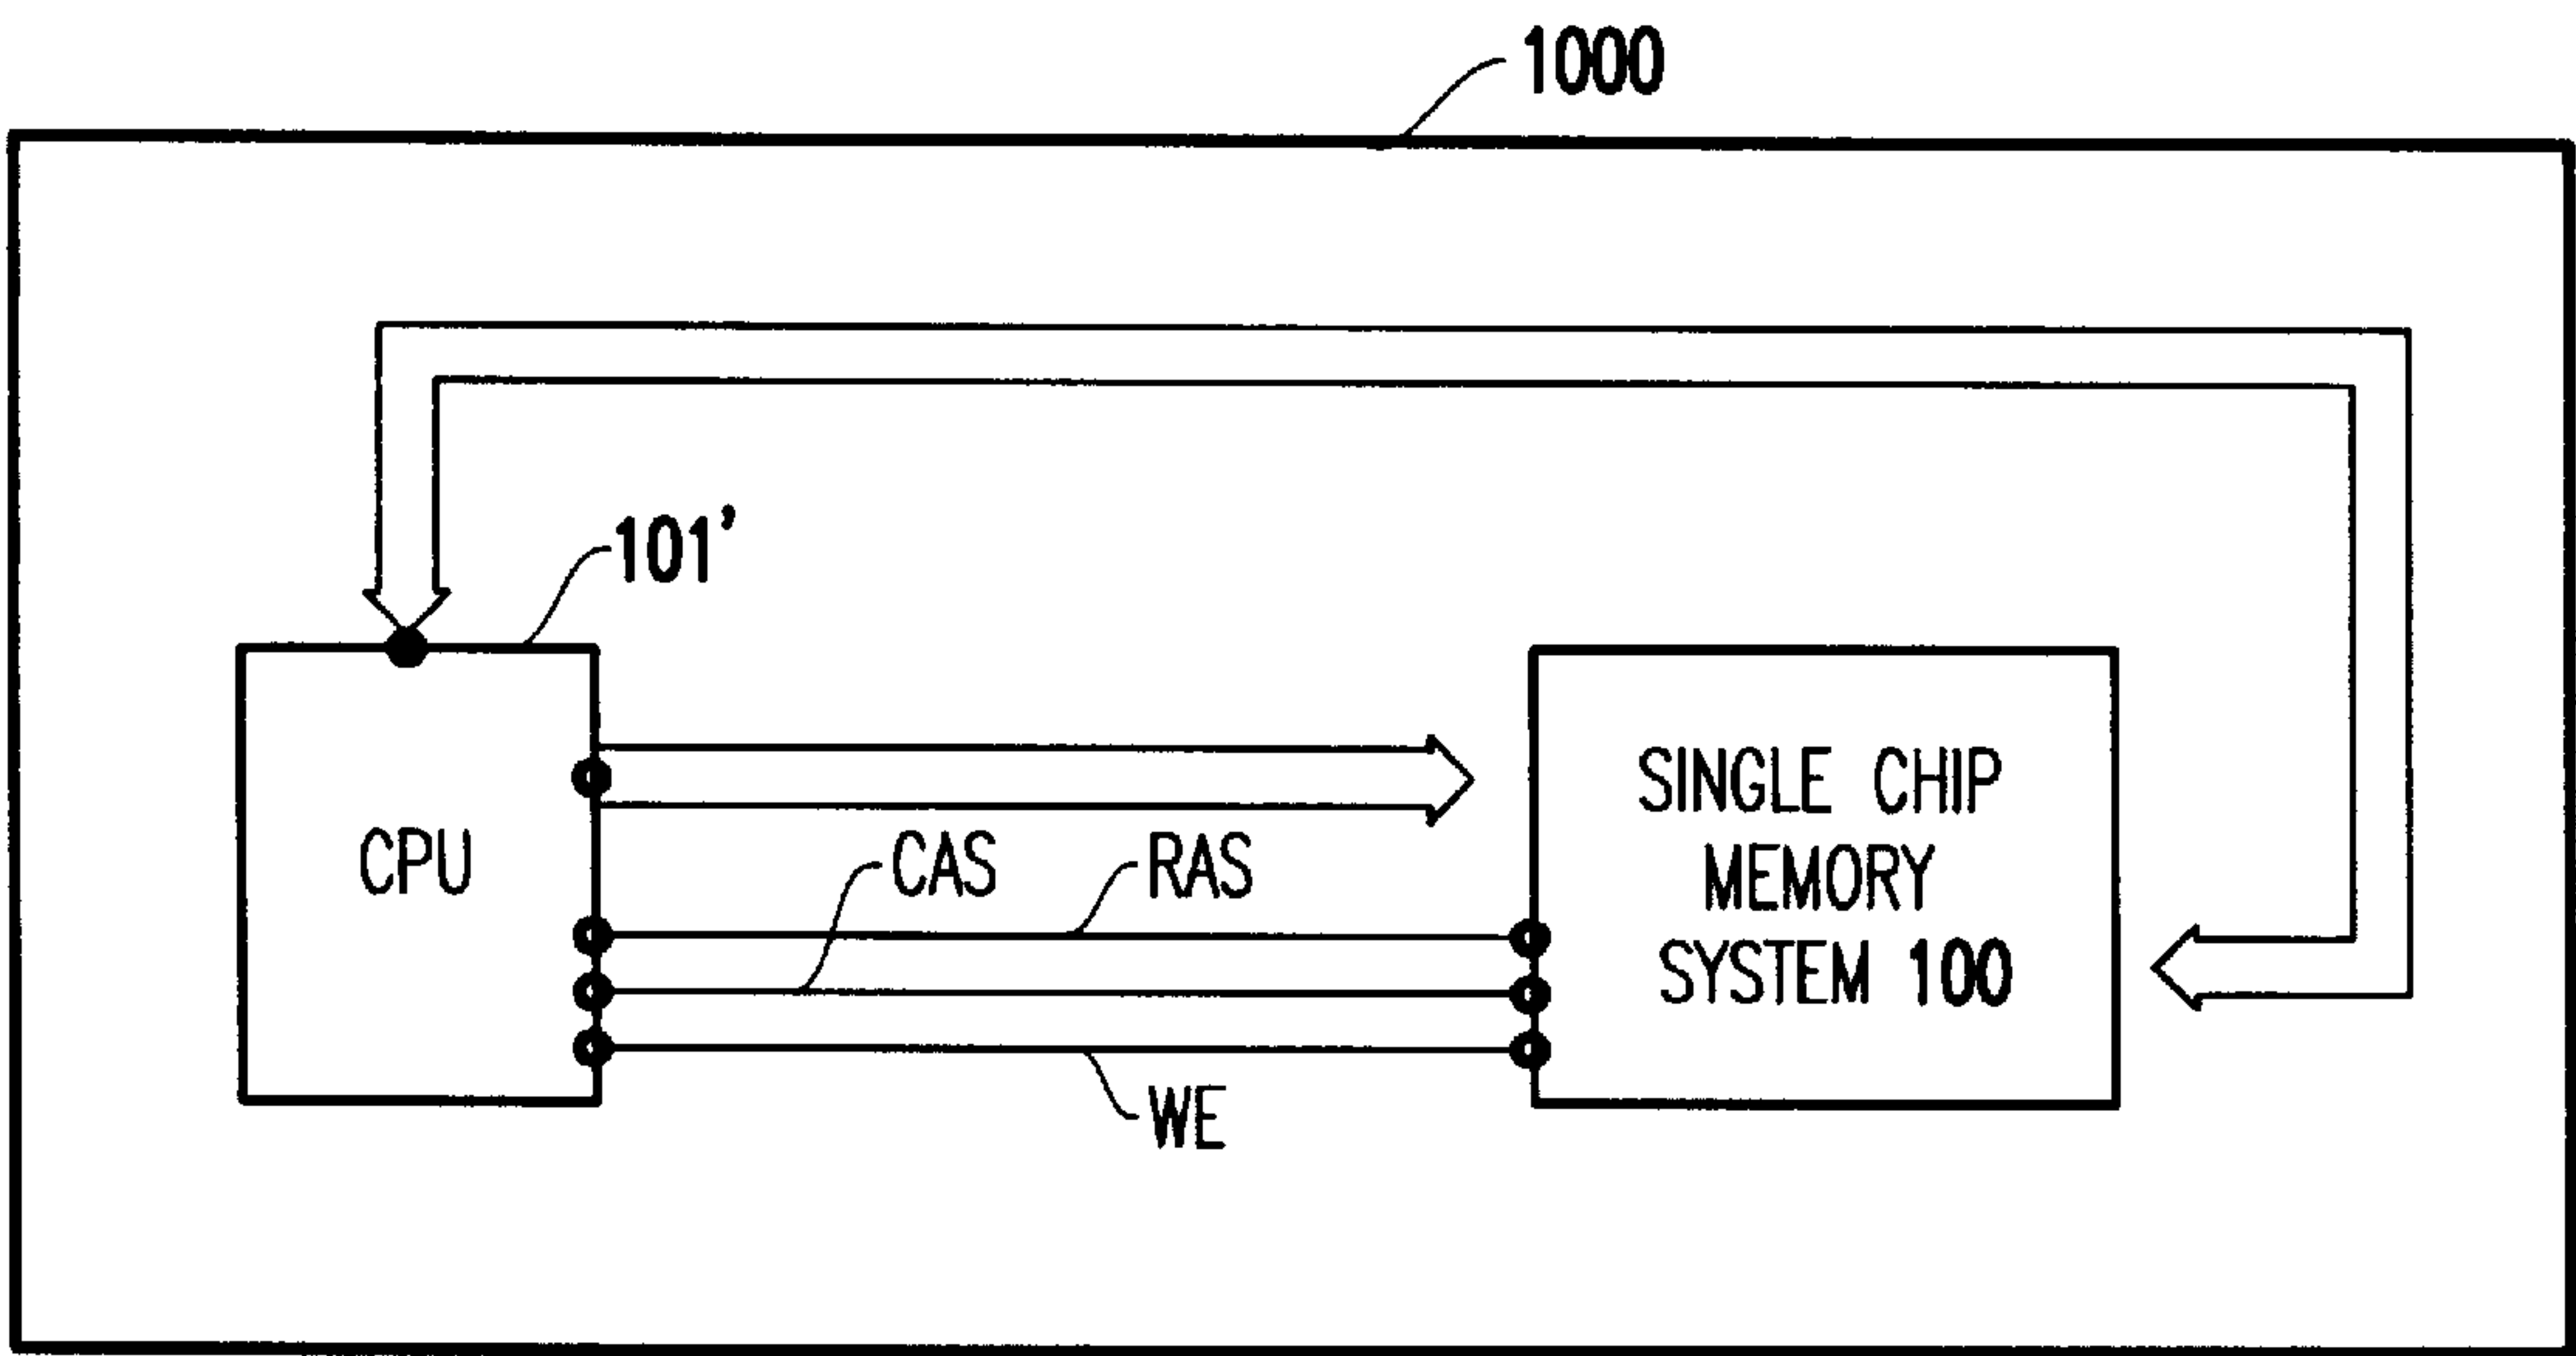 1000
101'
CPU
CAS
RAS
WE
SINGLE CHIP
MEMORY
SYSTEM 100